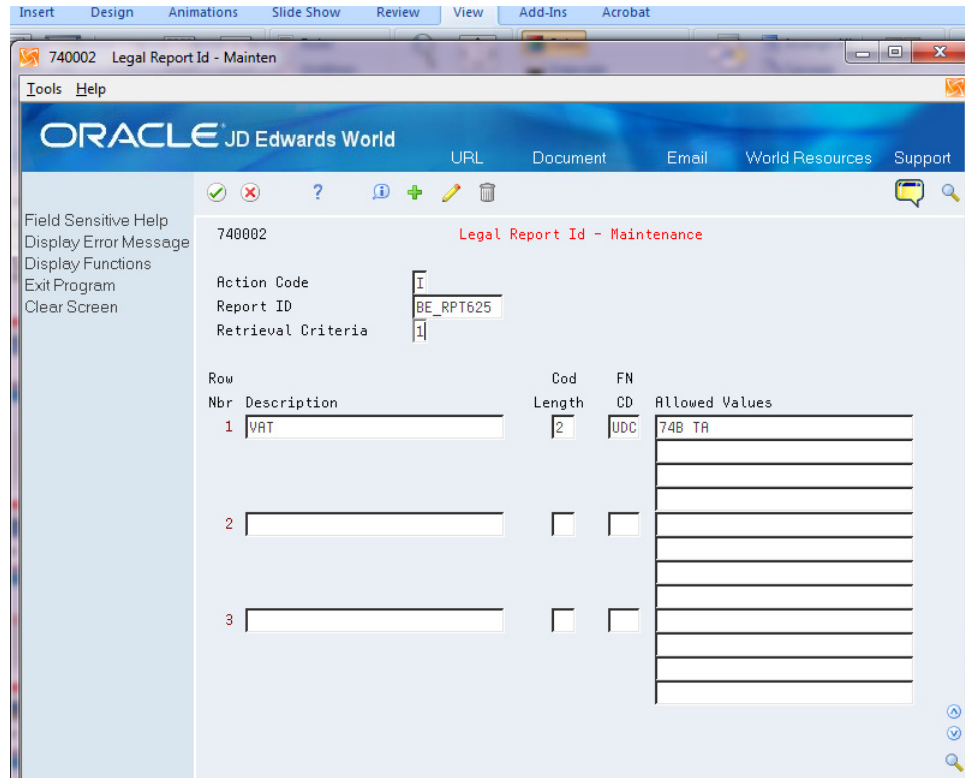 Insert Design Animations Slide Show Review View Add-Ins Acrobat
740002 Legal Report Id - Mainten
Tools Help
ORACLE JD Edwards World
URL Document Email World Resources Support
Field Sensitive Help
Display Error Message
Display Functions
Exit Program
Clear Screen
740002 Legal Report Id - Maintenance
Action Code I
Report ID BE_RPT625
Retrieval Criteria 1
Row Cod FN
Nbr Description Length CD Allowed Values
1 VAT 2 UDC 74B TA
2
3